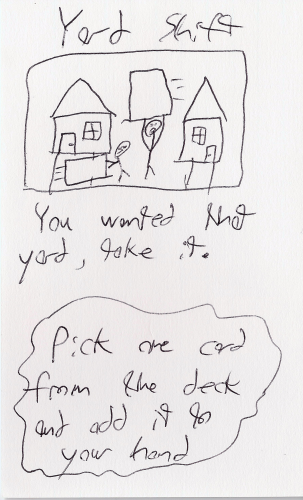 Yard Shift
You wanted that
yard, take it.
Pick one card
from the deck
and add it to
your hand